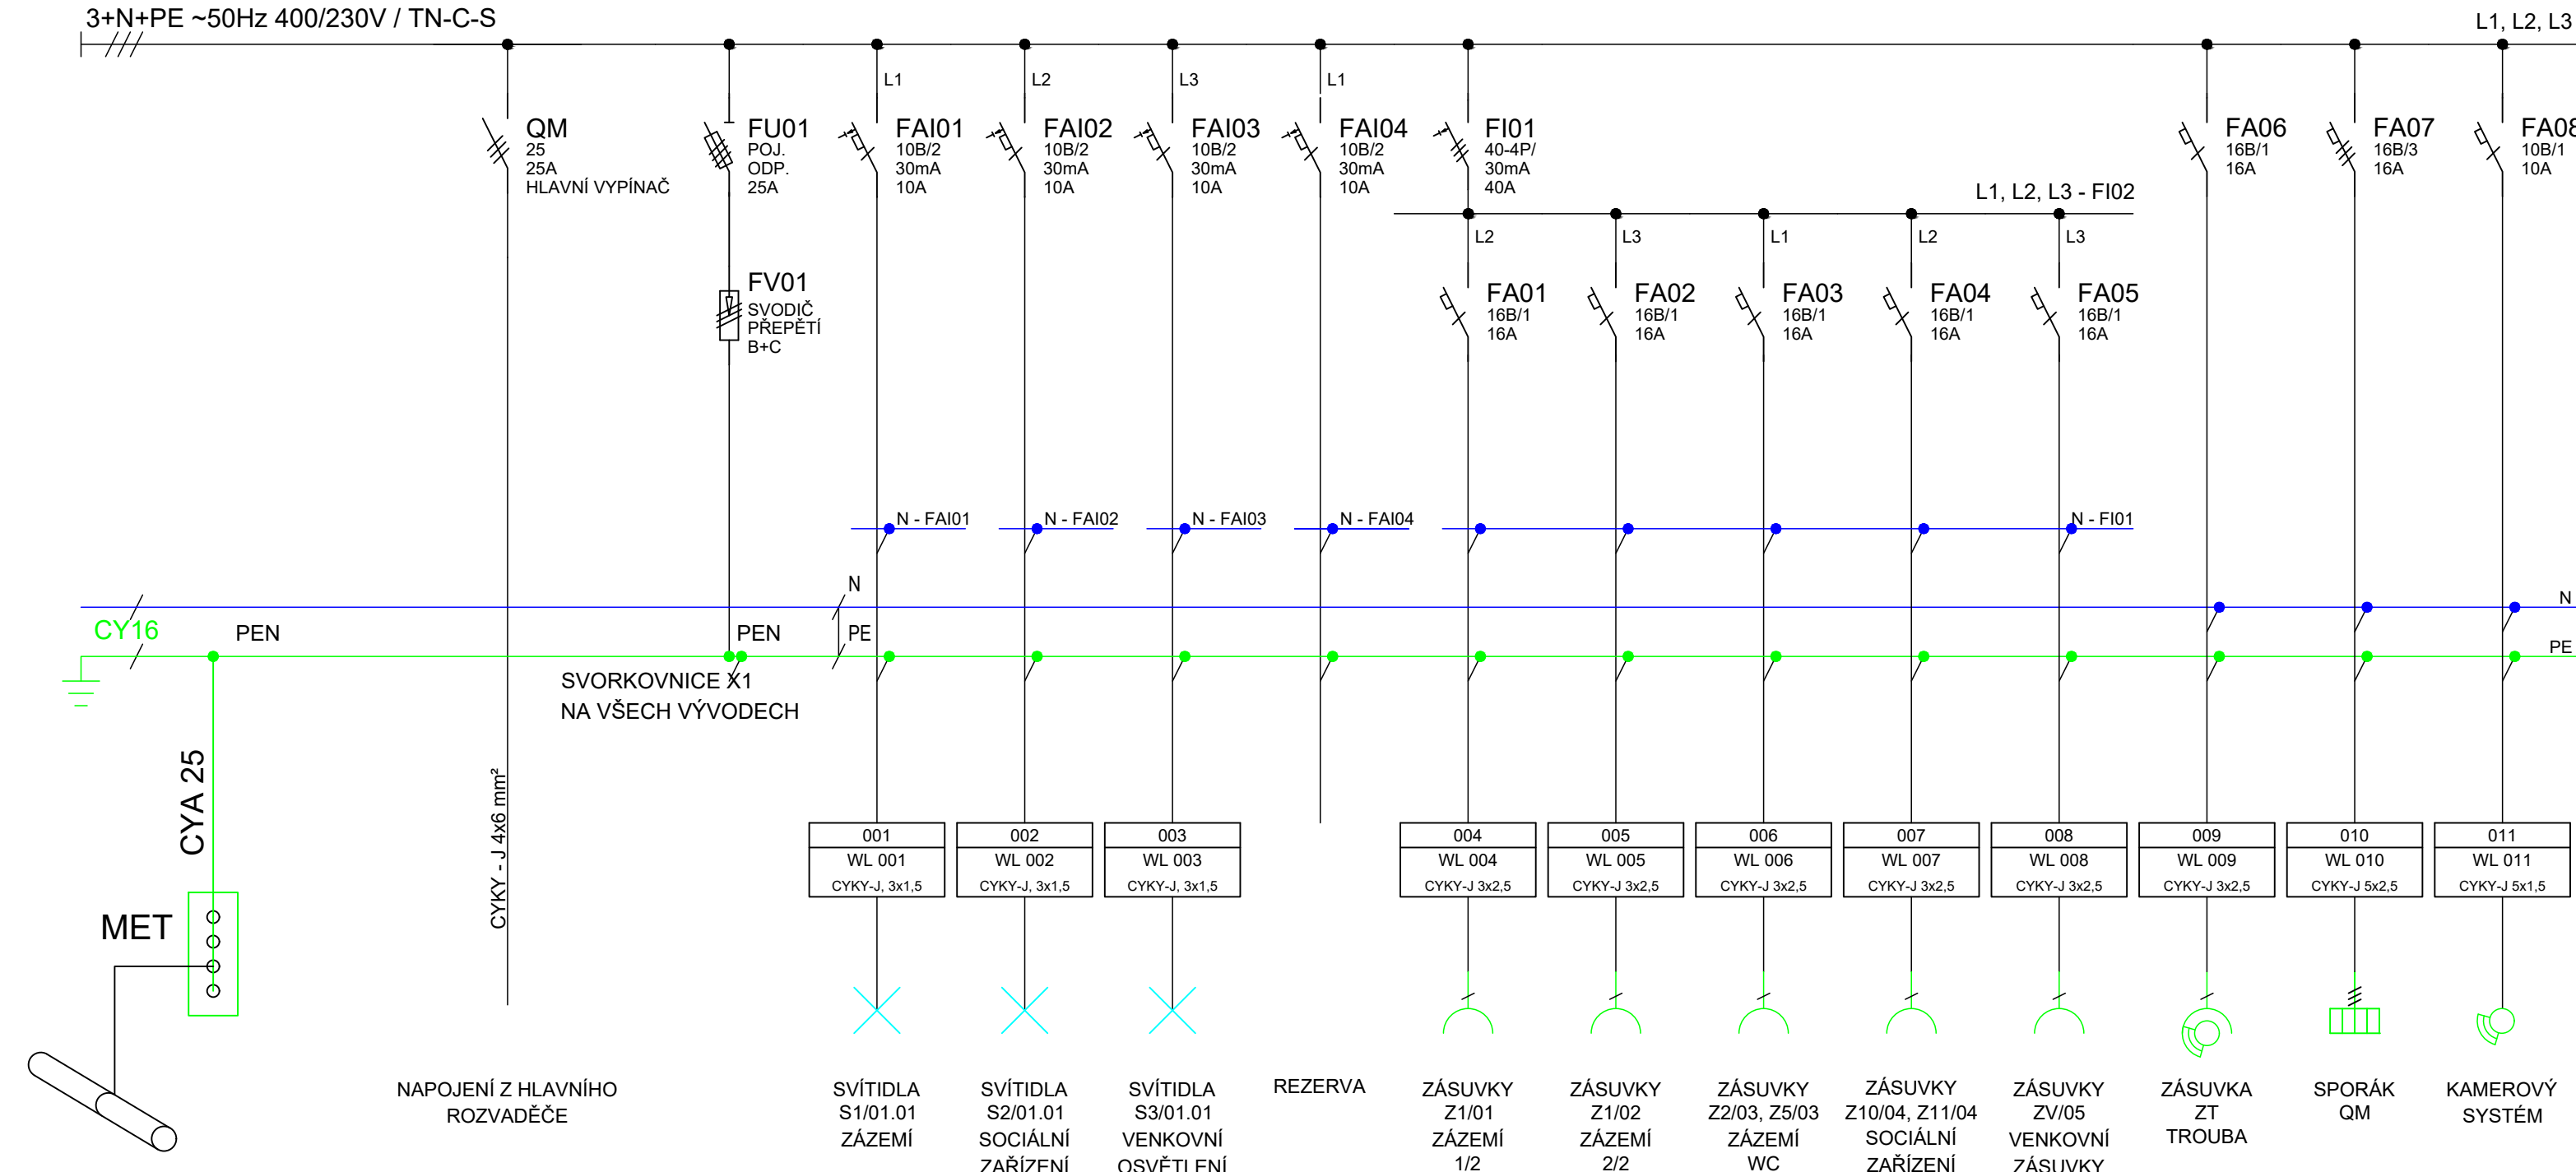 3+N+PE ~50Hz 400/230V / TN-C-S
L1, L2, L3
L1
L2
L3
L1
QM
25
25A
HLAVNÍ VYPÍNAČ
FU01
POJ.
ODP.
25A
FAI01
10B/2
30mA
10A
FAI02
10B/2
30mA
10A
FAI03
10B/2
30mA
10A
FAI04
10B/2
30mA
10A
FI01
40-4P/
30mA
40A
FA06
16B/1
16A
FA07
16B/3
16A
FA08
10B/1
10A
L1, L2, L3 - FI02
L2
L3
L1
L2
L3
FV01
SVODIČ
PŘEPĚTÍ
B+C
FA01
16B/1
16A
FA02
16B/1
16A
FA03
16B/1
16A
FA04
16B/1
16A
FA05
16B/1
16A
N - FAI01
N - FAI02
N - FAI03
N - FAI04
N - FI01
N
N
CY16
PEN
PEN
PE
PE
SVORKOVNICE X1
NA VŠECH VÝVODECH
CYA 25
CYKY - J 4x6 mm²
MET
001
WL 001
CYKY-J, 3x1,5
002
WL 002
CYKY-J, 3x1,5
003
WL 003
CYKY-J, 3x1,5
004
WL 004
CYKY-J 3x2,5
005
WL 005
CYKY-J 3x2,5
006
WL 006
CYKY-J 3x2,5
007
WL 007
CYKY-J 3x2,5
008
WL 008
CYKY-J 3x2,5
009
WL 009
CYKY-J 3x2,5
010
WL 010
CYKY-J 5x2,5
011
WL 011
CYKY-J 5x1,5
NAPOJENÍ Z HLAVNÍHO
ROZVADĚČE
SVÍTIDLA
S1/01.01
ZÁZEMÍ
SVÍTIDLA
S2/01.01
SOCIÁLNÍ
ZAŘÍZENÍ
SVÍTIDLA
S3/01.01
VENKOVNÍ
OSVĚTLENÍ
REZERVA
ZÁSUVKY
Z1/01
ZÁZEMÍ
1/2
ZÁSUVKY
Z1/02
ZÁZEMÍ
2/2
ZÁSUVKY
Z2/03, Z5/03
ZÁZEMÍ
WC
ZÁSUVKY
Z10/04, Z11/04
SOCIÁLNÍ
ZAŘÍZENÍ
ZÁSUVKY
ZV/05
VENKOVNÍ
ZÁSUVKY
ZÁSUVKA
ZT
TROUBA
SPORÁK
QM
KAMEROVÝ
SYSTÉM